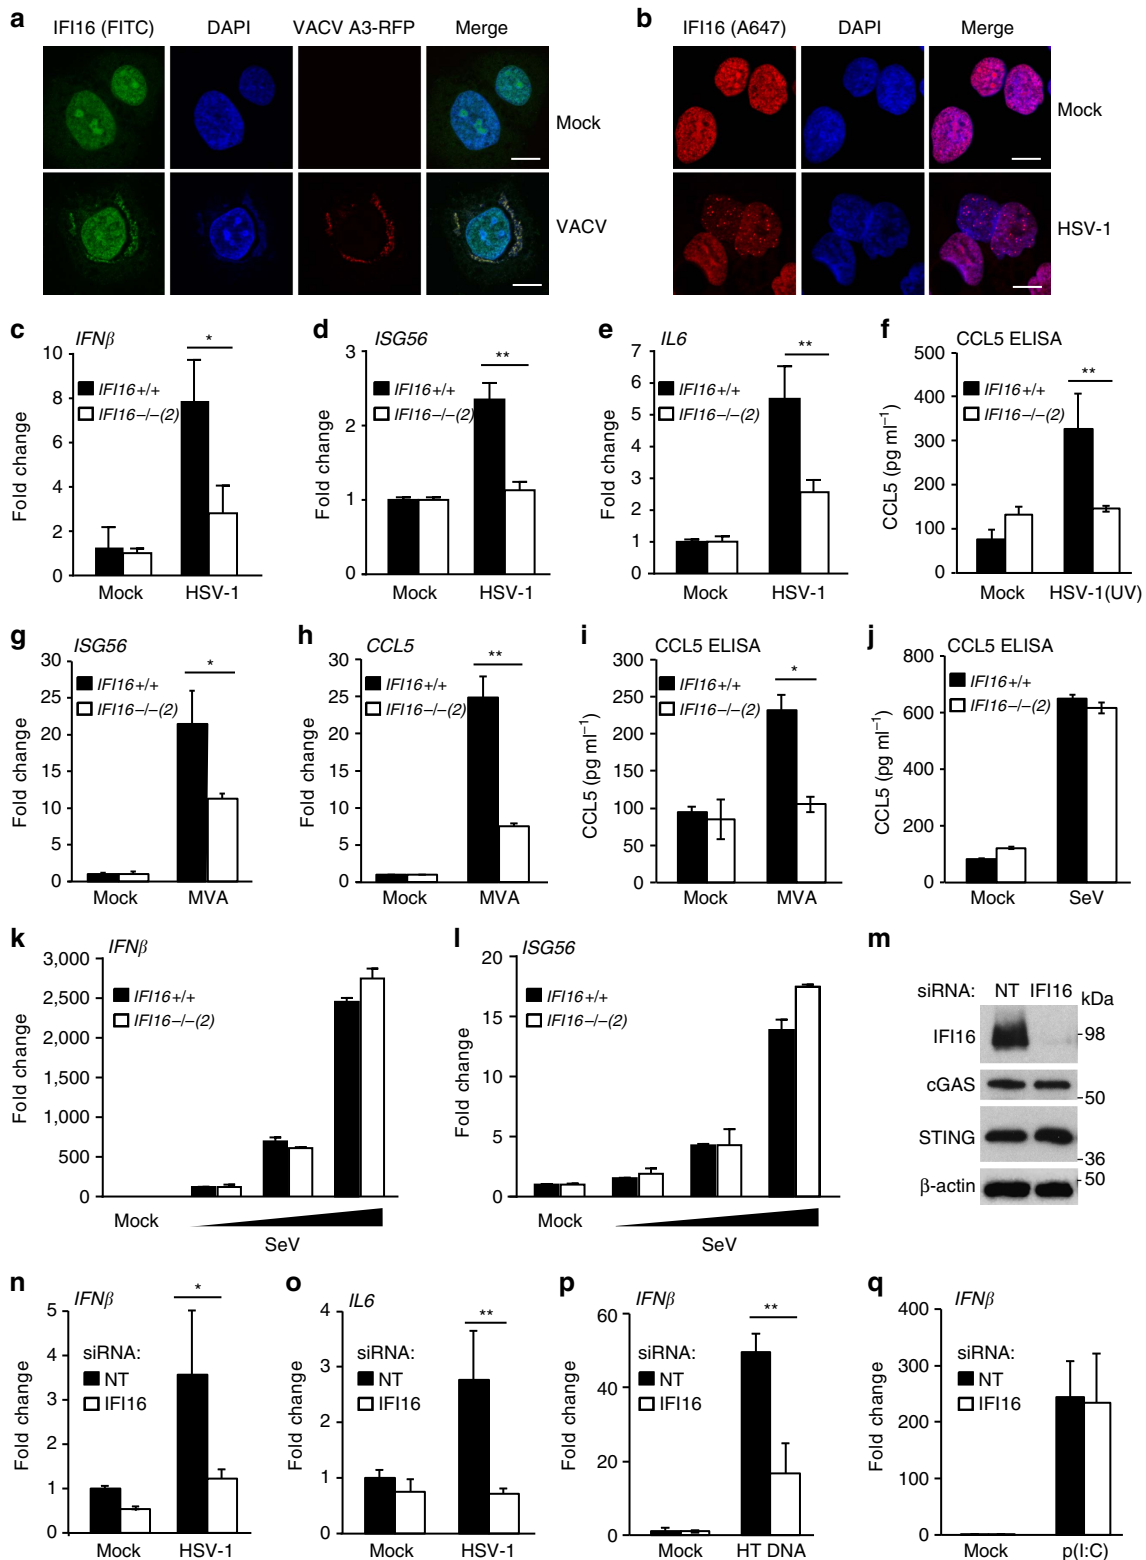 a
IFI16 (FITC) DAPI VACV A3-RFP Merge
Mock
VACV
b
IFI16 (A647) DAPI Merge
Mock
HSV-1
c
IFNβ
*
IFI16+/+
IFI16−/−(2)
Fold change
10
8
6
4
2
0
Mock HSV-1
d
ISG56
**
IFI16+/+
IFI16−/−(2)
Fold change
3
2
1
0
Mock HSV-1
e
IL6
**
IFI16+/+
IFI16−/−(2)
Fold change
7
6
5
4
3
2
1
0
Mock HSV-1
f
CCL5 ELISA
**
IFI16+/+
IFI16−/−(2)
CCL5 (pg ml−1)
500
400
300
200
100
0
Mock HSV-1(UV)
g
ISG56
*
IFI16+/+
IFI16−/−(2)
Fold change
30
25
20
15
10
5
0
Mock MVA
h
CCL5
**
IFI16+/+
IFI16−/−(2)
Fold change
30
25
20
15
10
5
0
Mock MVA
i
CCL5 ELISA
*
IFI16+/+
IFI16−/−(2)
CCL5 (pg ml−1)
300
250
200
150
100
50
0
Mock MVA
j
CCL5 ELISA
IFI16+/+
IFI16−/−(2)
CCL5 (pg ml−1)
800
600
400
200
0
Mock SeV
k
IFNβ
IFI16+/+
IFI16−/−(2)
Fold change
3,000
2,500
2,000
1,500
1,000
500
0
Mock
SeV
l
ISG56
IFI16+/+
IFI16−/−(2)
Fold change
20
15
10
5
0
Mock
SeV
m
siRNA: NT IFI16
kDa
IFI16 -98
cGAS
-50
STING
-36
β-actin -50
n
IFNβ
*
siRNA:
NT
IFI16
Fold change
5
4
3
2
1
0
Mock HSV-1
o
IL6
**
siRNA:
NT
IFI16
Fold change
4
3
2
1
0
Mock HSV-1
p
IFNβ
**
siRNA:
NT
IFI16
Fold change
60
40
20
0
Mock HT DNA
q
IFNβ
siRNA:
NT
IFI16
Fold change
400
300
200
100
0
Mock p(I:C)